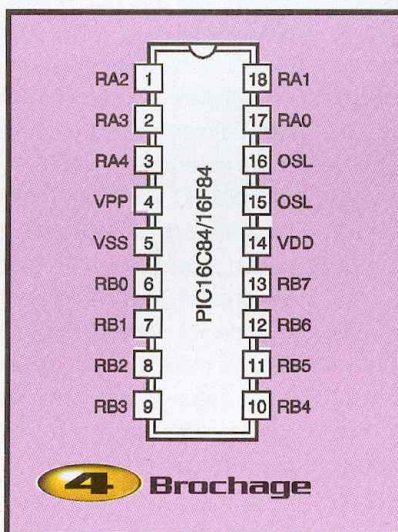 RA2 1 18 RA1
RA3 2 17 RA0
RA4 3 16 OSL
VPP 4 15 OSL
VSS 5 14 VDD
RB0 6 13 RB7
RB1 7 12 RB6
RB2 8 11 RB5
RB3 9 10 RB4
PIC16C84/16F84
4 Brochage